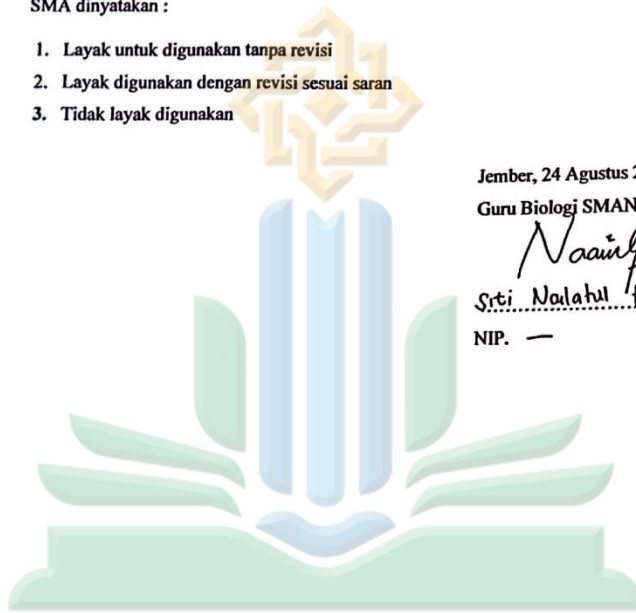 SMA dinyatakan :
1. Layak untuk digunakan tanpa revisi
2. Layak digunakan dengan revisi sesuai saran
3. Tidak layak digunakan
Jember, 24 Agustus
Guru Biologi SMAN
Siti Nailatul
NIP. —